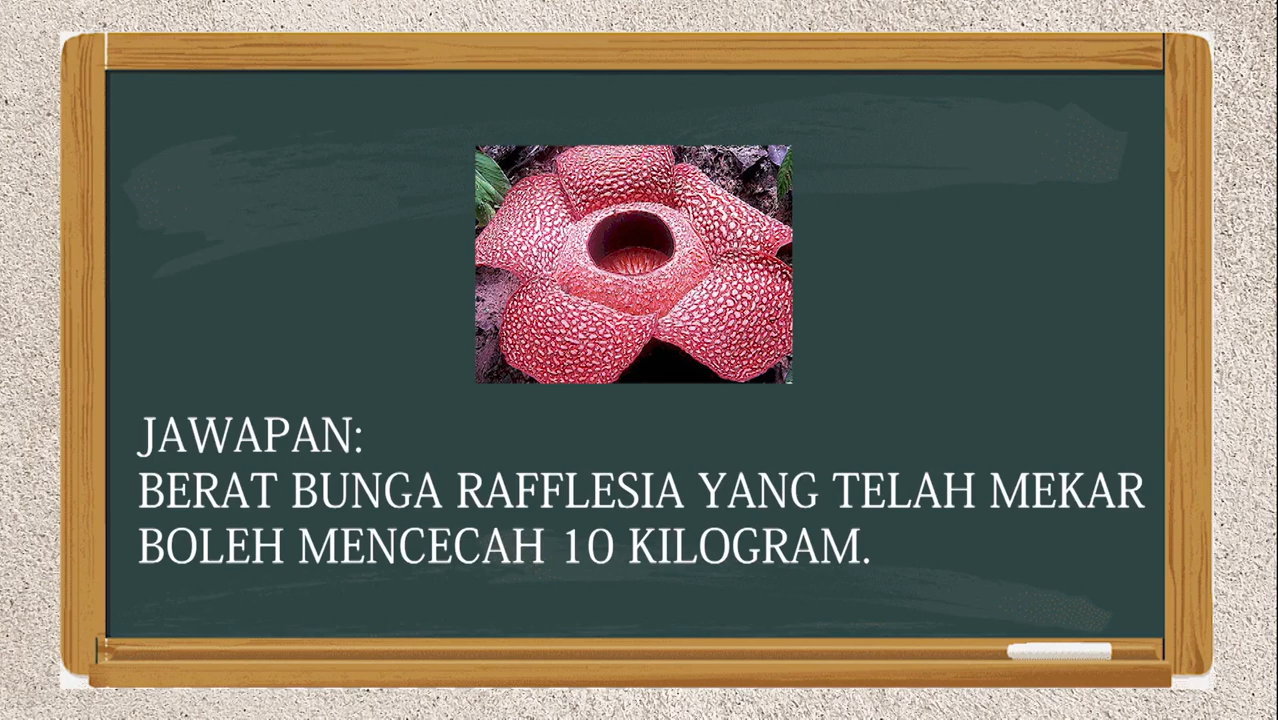 JAWAPAN:
BERAT BUNGA RAFFLESIA YANG TELAH MEKAR
BOLEH MENCECAH 10 KILOGRAM.